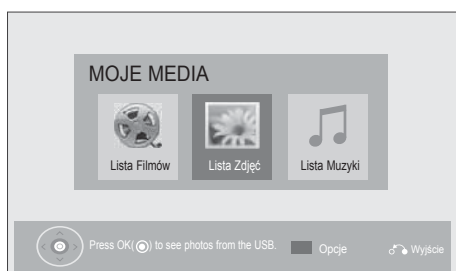 MOJE MEDIA
Lista Filmów Lista Zdjęć Lista Muzyki
Press OK(◉) to see photos from the USB. Opcje Wyjście